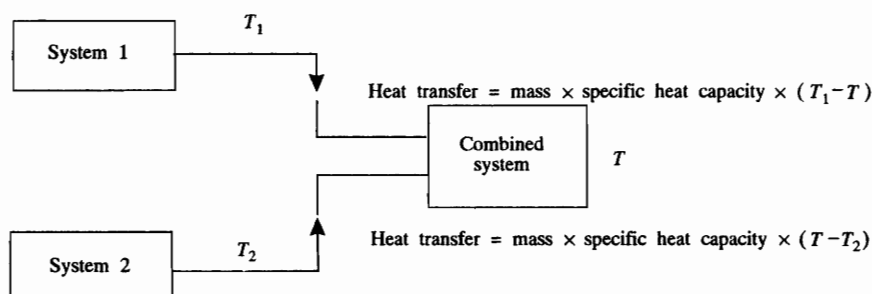 T₁
System 1
Heat transfer = mass × specific heat capacity × (T₁−T)
Combined
system
T
T₂
Heat transfer = mass × specific heat capacity × (T−T₂)
System 2